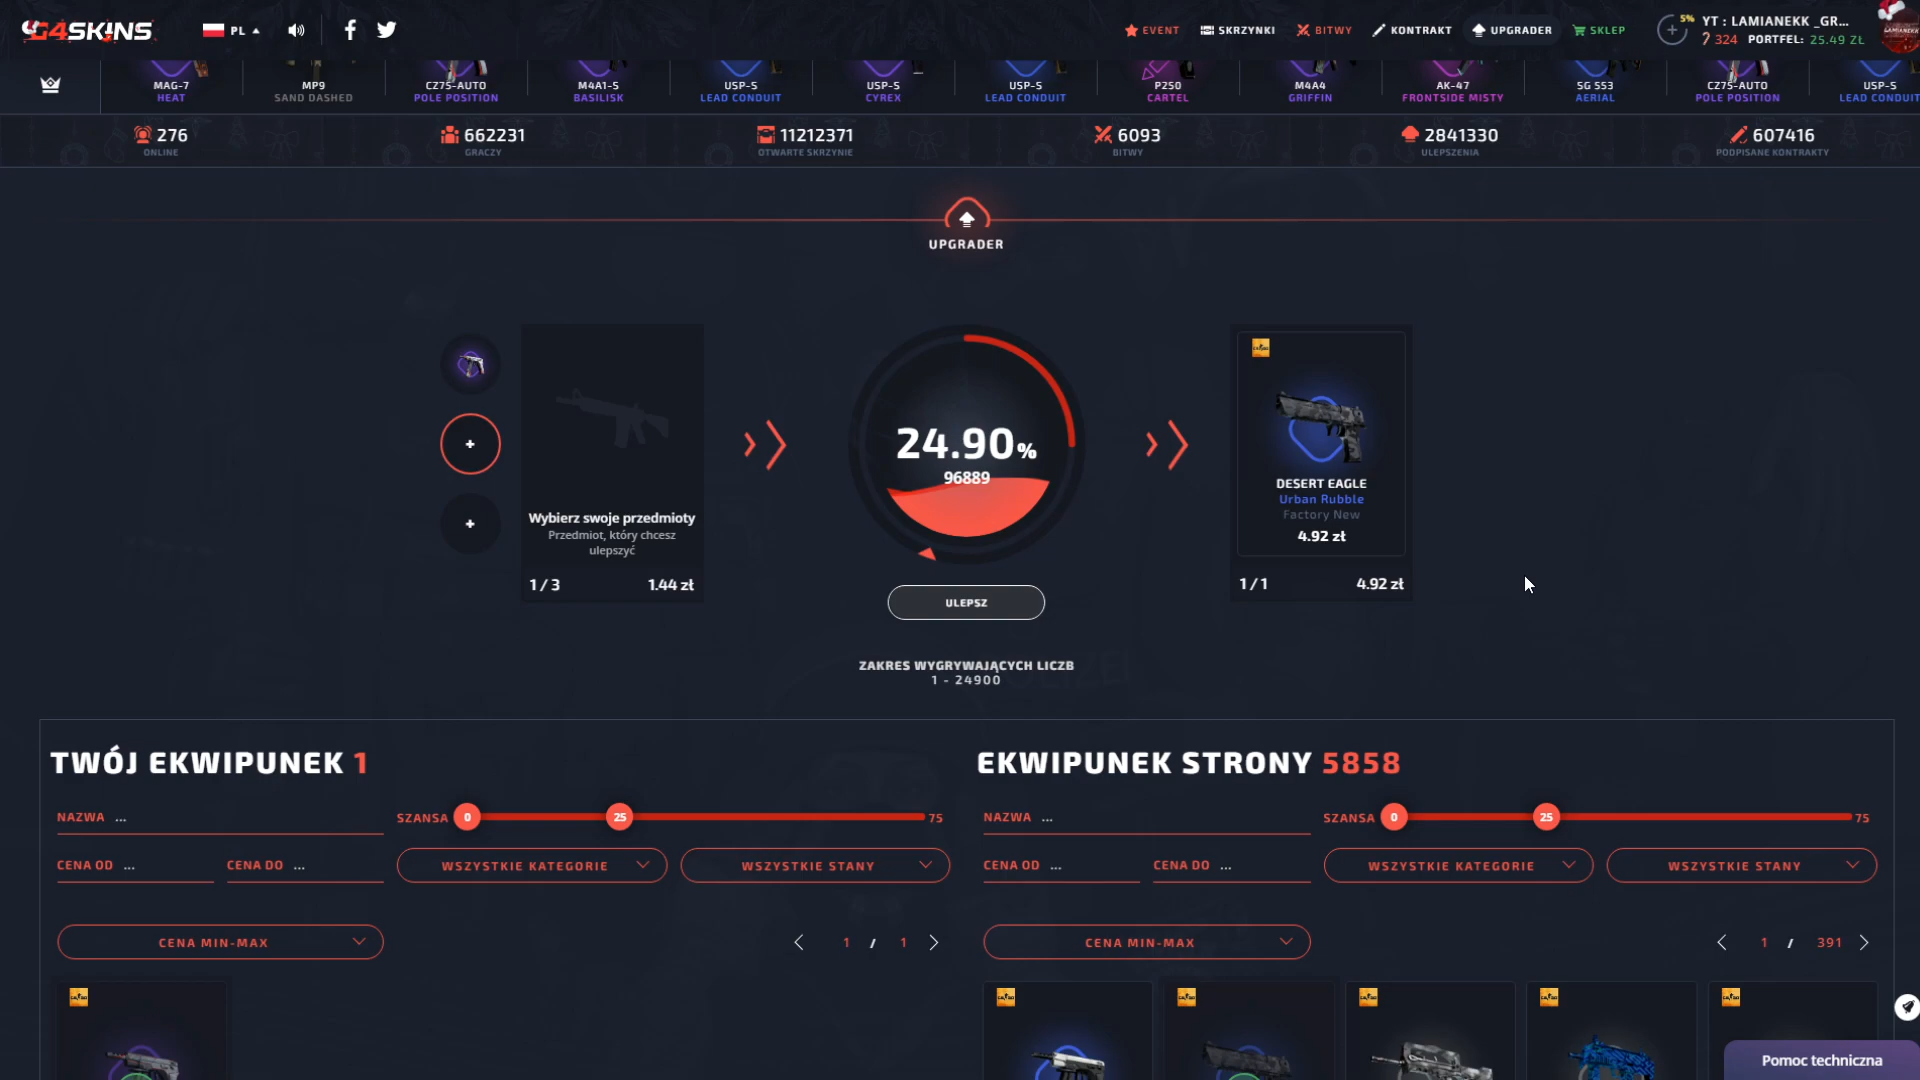 G4SKINS
PL
EVENT
SKRZYNKI
BITWY
KONTRAKT
UPGRADER
SKLEP
5%
YT : LAMIANEKK _GR...
324 PORTFEL: 25.49 ZŁ
MAG-7
HEAT
MP9
SAND DASHED
CZ75-AUTO
POLE POSITION
M4A1-S
BASILISK
USP-S
LEAD CONDUIT
USP-S
CYREX
USP-S
LEAD CONDUIT
P250
CARTEL
M4A4
GRIFFIN
AK-47
FRONTSIDE MISTY
SG 553
AERIAL
CZ75-AUTO
POLE POSITION
USP-S
LEAD CONDUIT
276
ONLINE
662231
GRACZY
11212371
OTWARTE SKRZYNIE
6093
BITWY
2841330
ULEPSZENIA
607416
PODPISANE KONTRAKTY
UPGRADER
+
+
Wybierz swoje przedmioty
Przedmiot, który chcesz
ulepszyć
1 / 3 1.44 zł
24.90%
96889
ULEPSZ
DESERT EAGLE
Urban Rubble
Factory New
4.92 zł
1 / 1 4.92 zł
ZAKRES WYGRYWAJĄCYCH LICZB
1 - 24900
TWÓJ EKWIPUNEK 1
NAZWA ...
SZANSA 0 25 75
CENA OD ...
CENA DO ...
WSZYSTKIE KATEGORIE
WSZYSTKIE STANY
CENA MIN-MAX
1 / 1
EKWIPUNEK STRONY 5858
NAZWA ...
SZANSA 0 25 75
CENA OD ...
CENA DO ...
WSZYSTKIE KATEGORIE
WSZYSTKIE STANY
CENA MIN-MAX
1 / 391
Pomoc techniczna